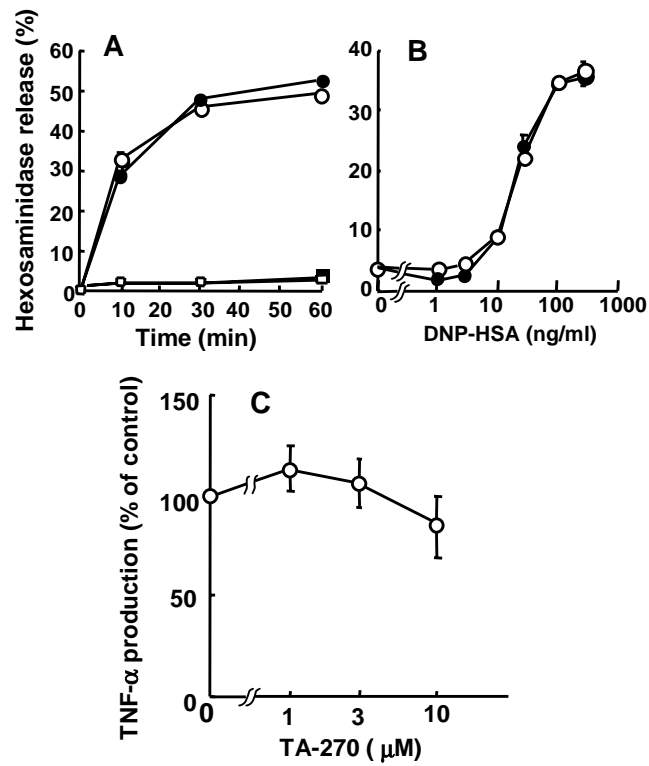 A
B
Hexosaminidase release (%)
60
50
40
30
20
10
0
0 10 20 30 40 50 60
Time (min)
40
30
20
10
0
0 1 10 100 1000
DNP-HSA (ng/ml)
C
TNF-α production (% of control)
150
100
50
0
0 1 3 10
TA-270 ( μM)